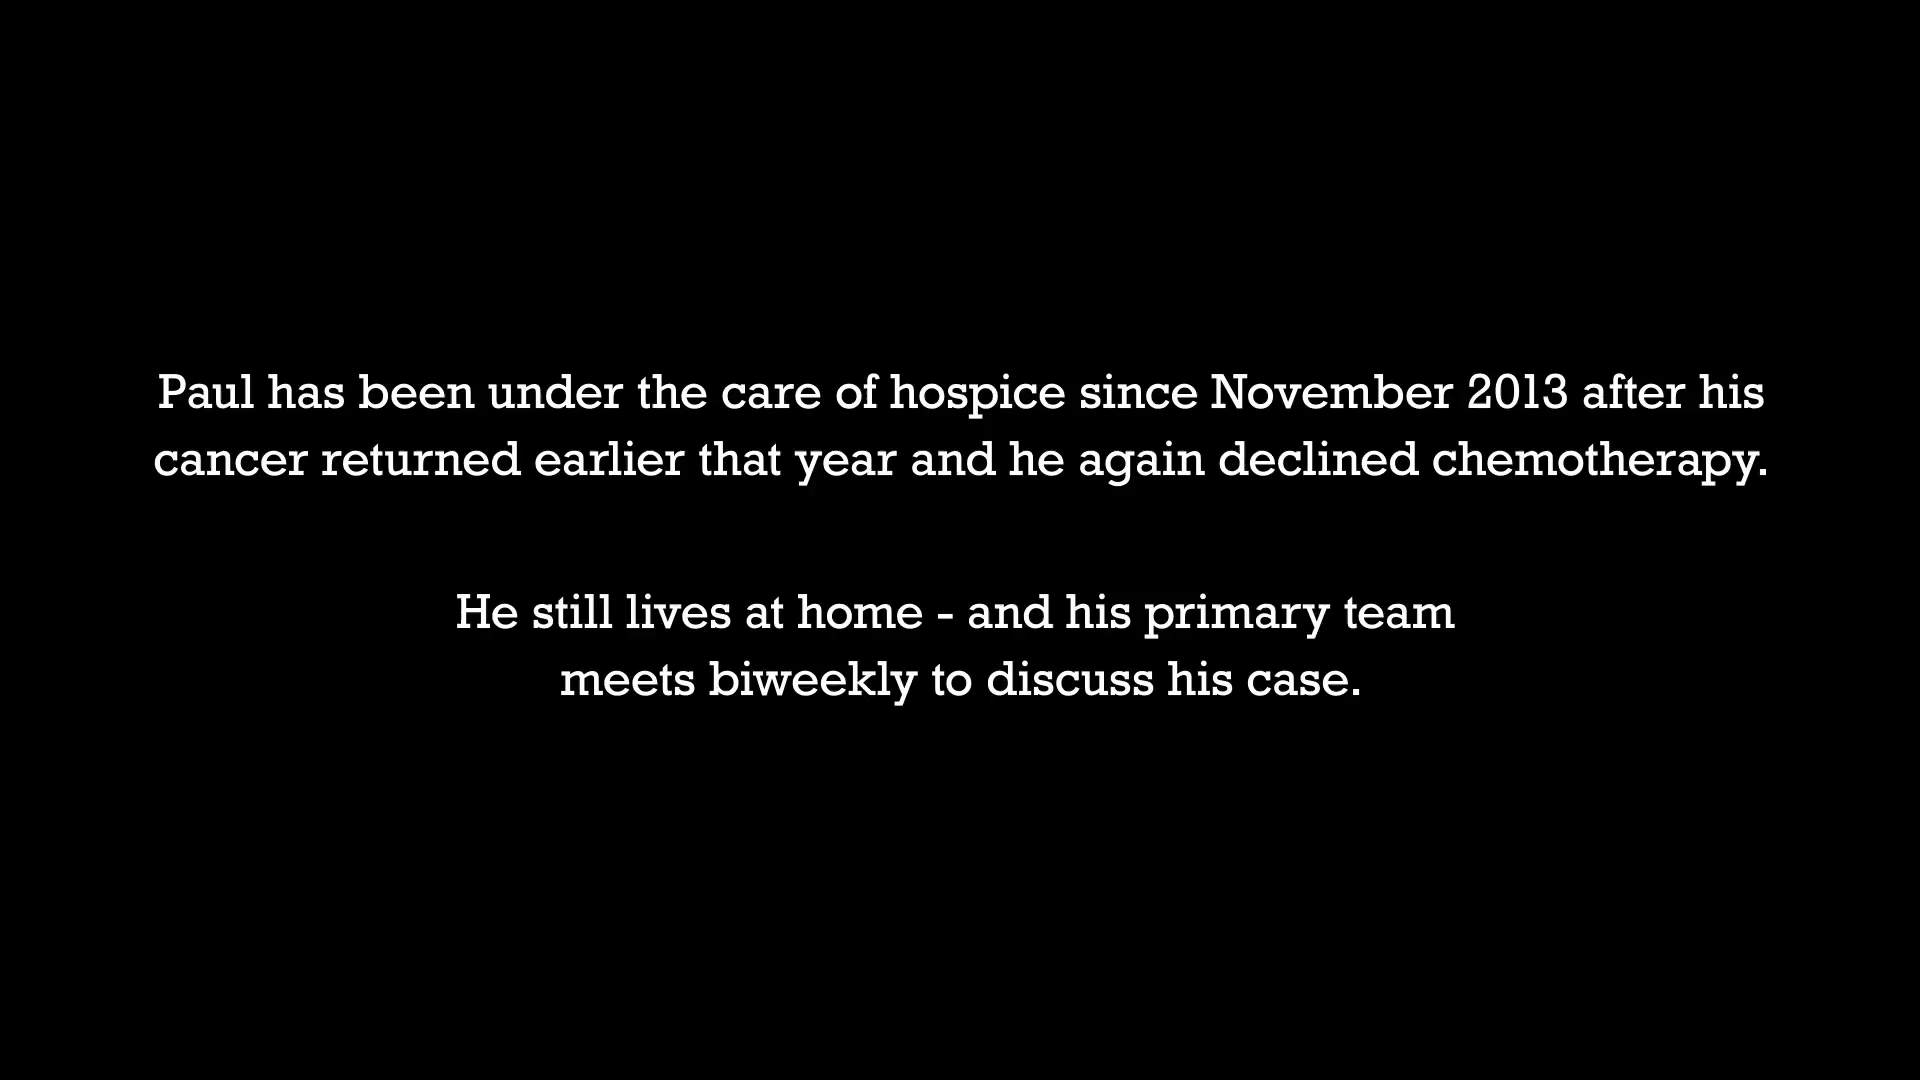 Paul has been under the care of hospice since November 2013 after his
cancer returned earlier that year and he again declined chemotherapy.
He still lives at home - and his primary team
meets biweekly to discuss his case.